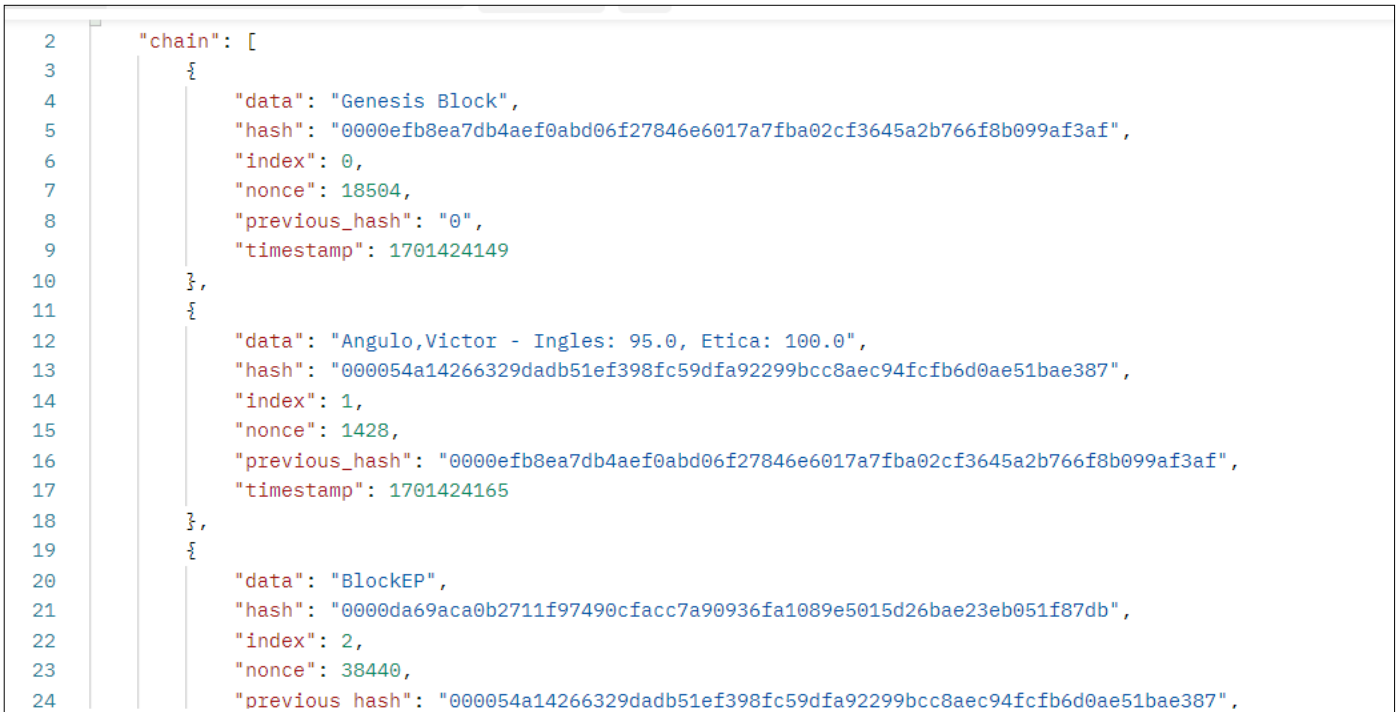 2 "chain": [
3 {
4 "data": "Genesis Block",
5 "hash": "0000efb8ea7db4aef0abd06f27846e6017a7fba02cf3645a2b766f8b099af3af",
6 "index": 0,
7 "nonce": 18504,
8 "previous_hash": "0",
9 "timestamp": 1701424149
10 },
11 {
12 "data": "Angulo,Victor - Ingles: 95.0, Etica: 100.0",
13 "hash": "000054a14266329dadb51ef398fc59dfa92299bcc8aec94fcfb6d0ae51bae387",
14 "index": 1,
15 "nonce": 1428,
16 "previous_hash": "0000efb8ea7db4aef0abd06f27846e6017a7fba02cf3645a2b766f8b099af3af",
17 "timestamp": 1701424165
18 },
19 {
20 "data": "BlockEP",
21 "hash": "0000da69aca0b2711f97490cfacc7a90936fa1089e5015d26bae23eb051f87db",
22 "index": 2,
23 "nonce": 38440,
24 "previous_hash": "000054a14266329dadb51ef398fc59dfa92299bcc8aec94fcfb6d0ae51bae387",